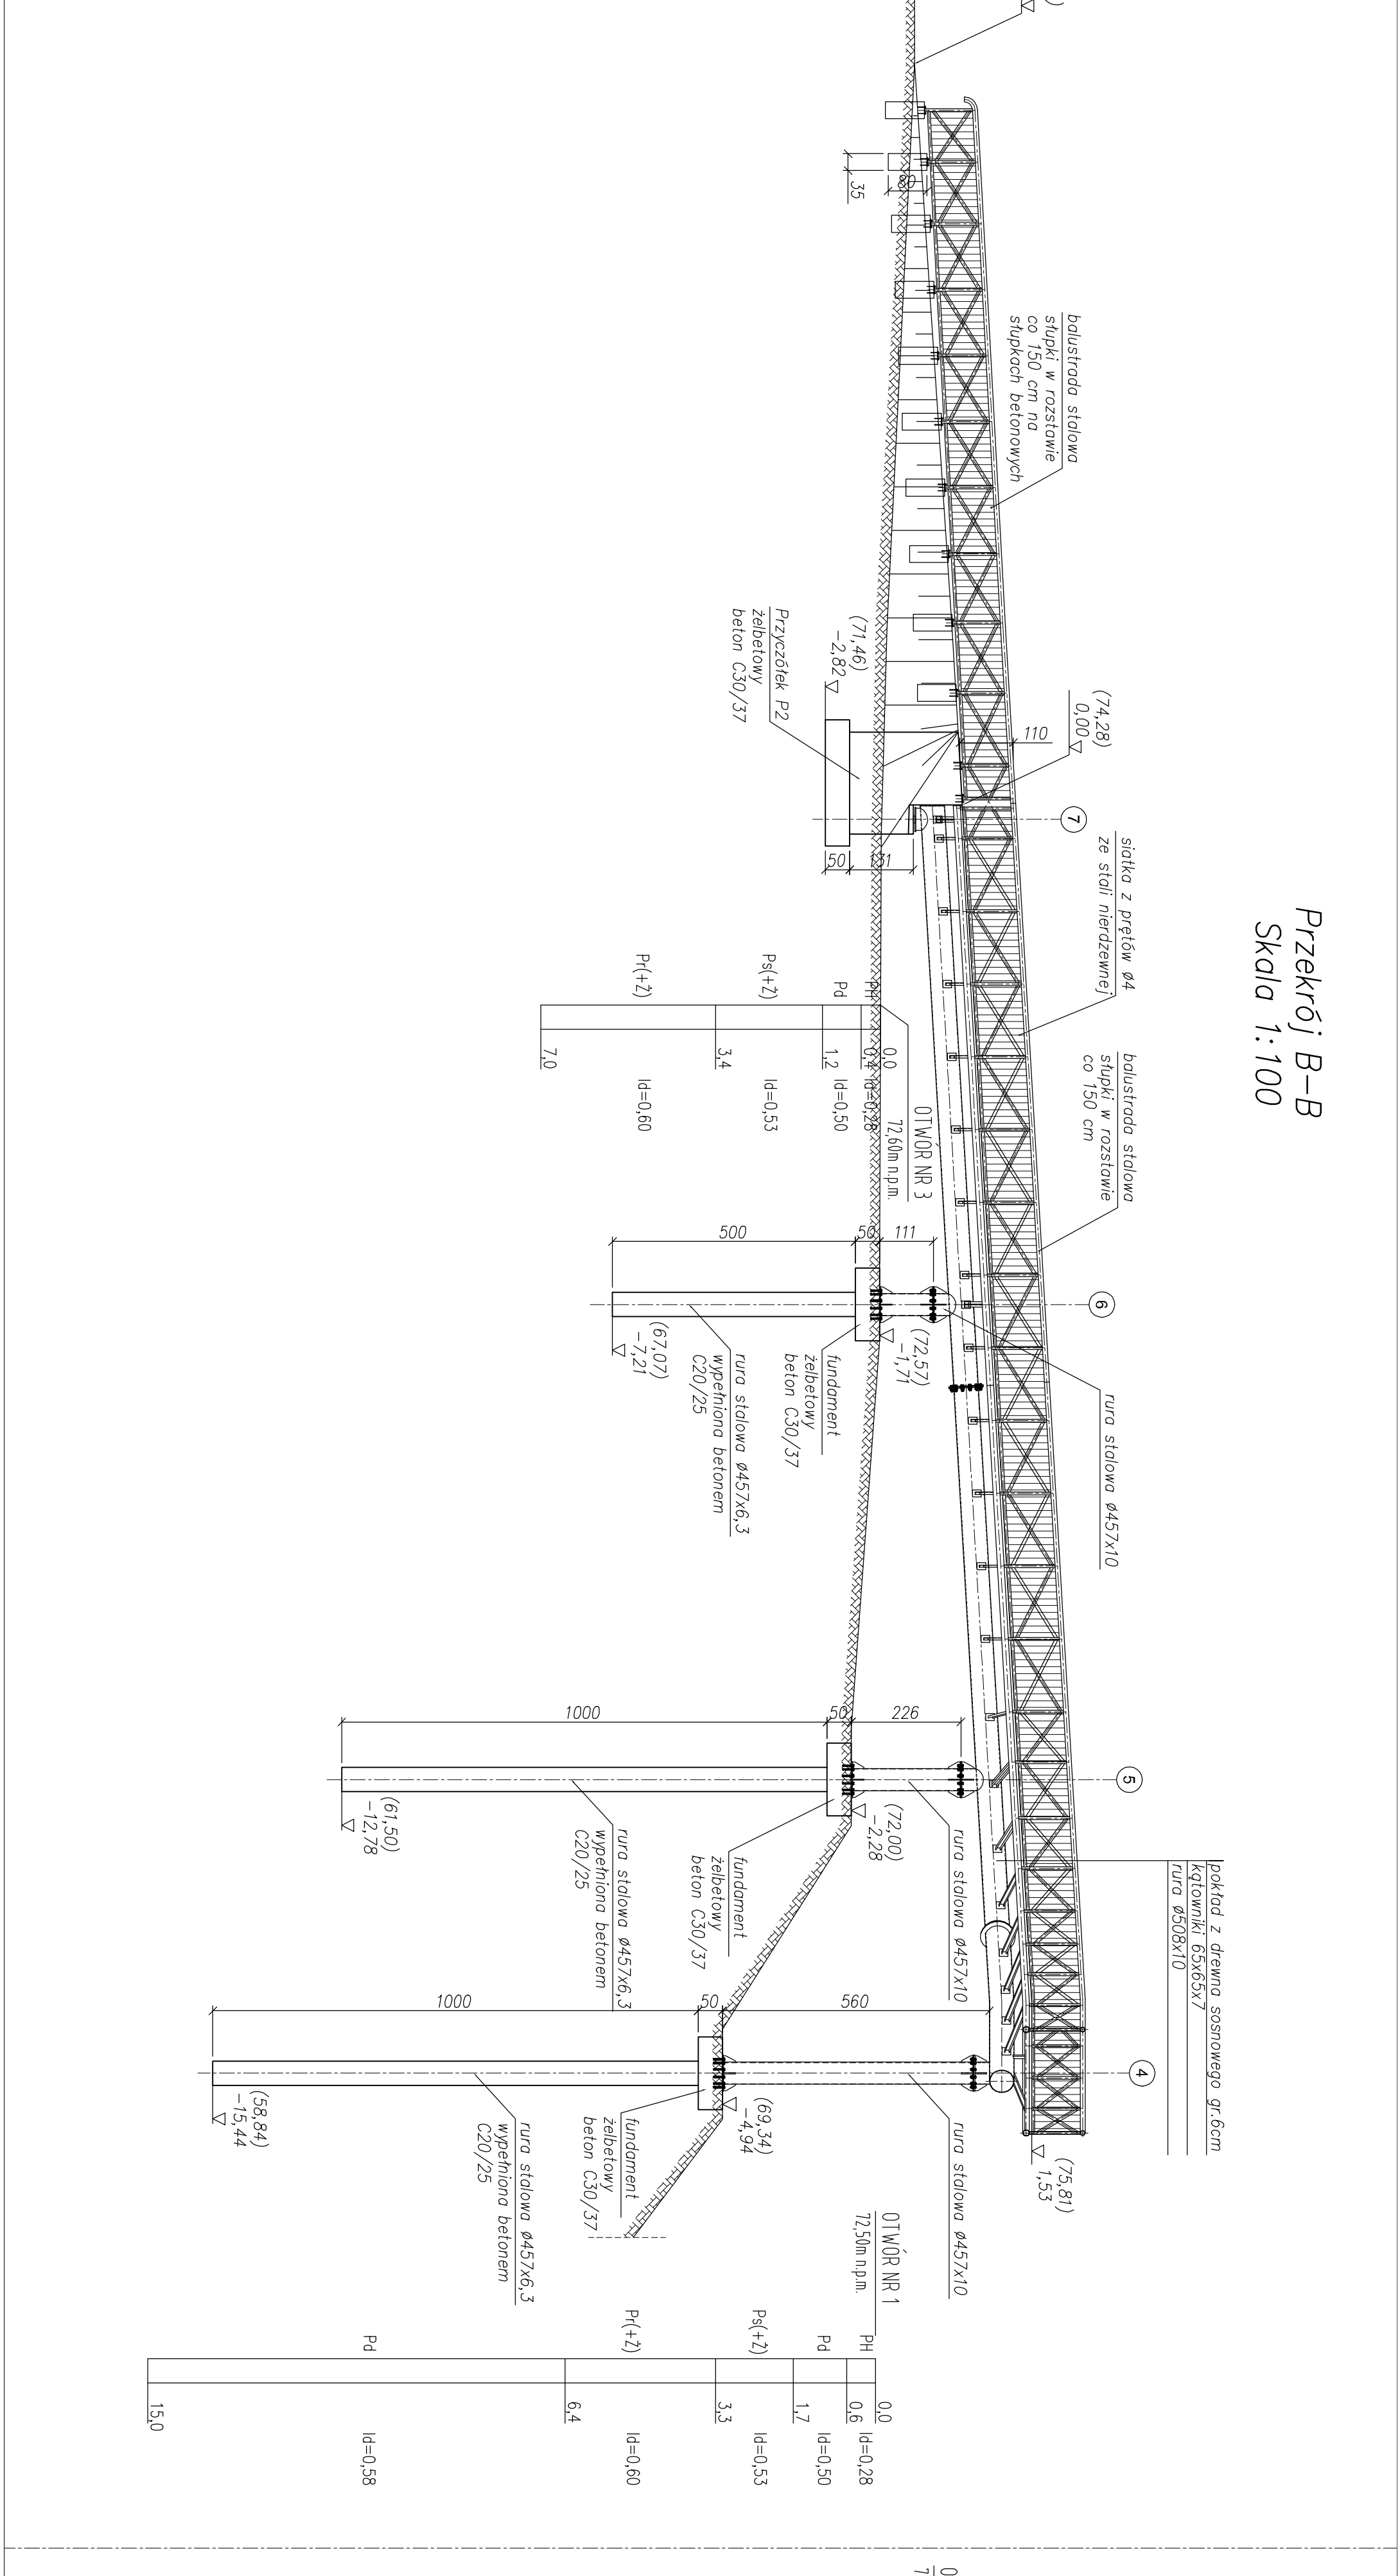 Przekrój B-B
Skala 1:100
balustrada stalowa
słupki w rozstawie
co 150 cm na
słupkach betonowych
35
80
(74,28)
0,00
110
7
(71,46)
-2,82
Przyczółek P2
żelbetowy
beton C30/37
50
131
siatka z prętów ø4
ze stali nierdzewnej
balustrada stalowa
słupki w rozstawie
co 150 cm
OTWÓR NR 3
72,60m n.p.m.
PH
0,0
0,4
Id=0,28
Pd
1,2
Id=0,50
Ps(+Ż)
3,4
Id=0,53
Pr(+Ż)
7,0
Id=0,60
6
rura stalowa ø457x10
111
50
500
(72,57)
-1,71
fundament
żelbetowy
beton C30/37
rura stalowa ø457x6,3
wypełniona betonem
C20/25
(67,07)
-7,21
5
226
50
1000
rura stalowa ø457x10
(72,00)
-2,28
fundament
żelbetowy
beton C30/37
rura stalowa ø457x6,3
wypełniona betonem
C20/25
(61,50)
-12,78
pokład z drewna sosnowego gr.6cm
kątowniki 65x65x7
rura ø508x10
4
(75,81)
1,53
560
50
1000
rura stalowa ø457x10
(69,34)
-4,94
fundament
żelbetowy
beton C30/37
rura stalowa ø457x6,3
wypełniona betonem
C20/25
(58,84)
-15,44
OTWÓR NR 1
72,50m n.p.m.
PH
0,0
0,6
Id=0,28
Pd
1,7
Id=0,50
Ps(+Ż)
3,3
Id=0,53
Pr(+Ż)
6,4
Id=0,60
Pd
15,0
Id=0,58